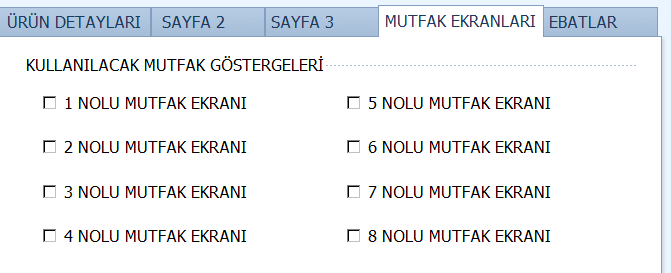 ÜRÜN DETAYLARI SAYFA 2 SAYFA 3 MUTFAK EKRANLARI EBATLAR
KULLANILACAK MUTFAK GÖSTERGELERİ
1 NOLU MUTFAK EKRANI 5 NOLU MUTFAK EKRANI
2 NOLU MUTFAK EKRANI 6 NOLU MUTFAK EKRANI
3 NOLU MUTFAK EKRANI 7 NOLU MUTFAK EKRANI
4 NOLU MUTFAK EKRANI 8 NOLU MUTFAK EKRANI